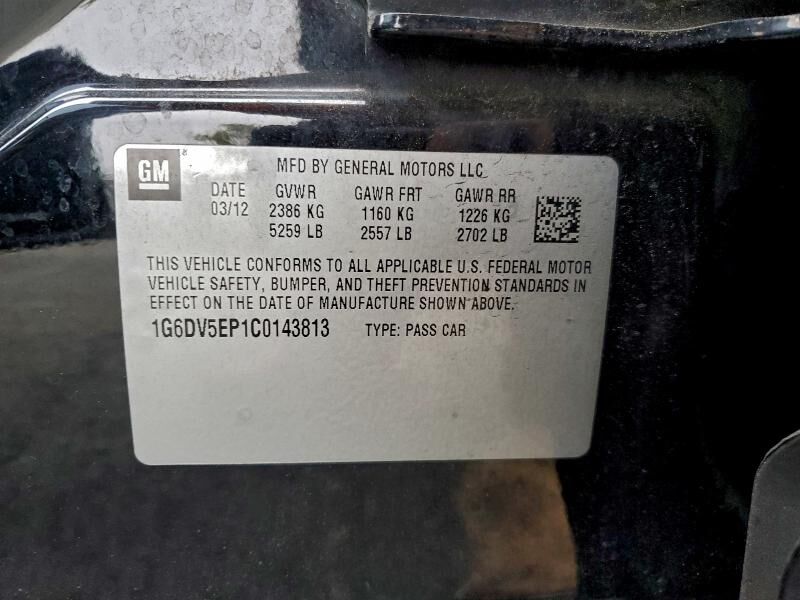 GM
MFD BY GENERAL MOTORS LLC
DATE GVWR GAWR FRT GAWR RR
03/12 2386 KG 1160 KG 1226 KG
5259 LB 2557 LB 2702 LB
THIS VEHICLE CONFORMS TO ALL APPLICABLE U.S. FEDERAL MOTOR
VEHICLE SAFETY, BUMPER, AND THEFT PREVENTION STANDARDS IN
EFFECT ON THE DATE OF MANUFACTURE SHOWN ABOVE.
1G6DV5EP1C0143813 TYPE: PASS CAR